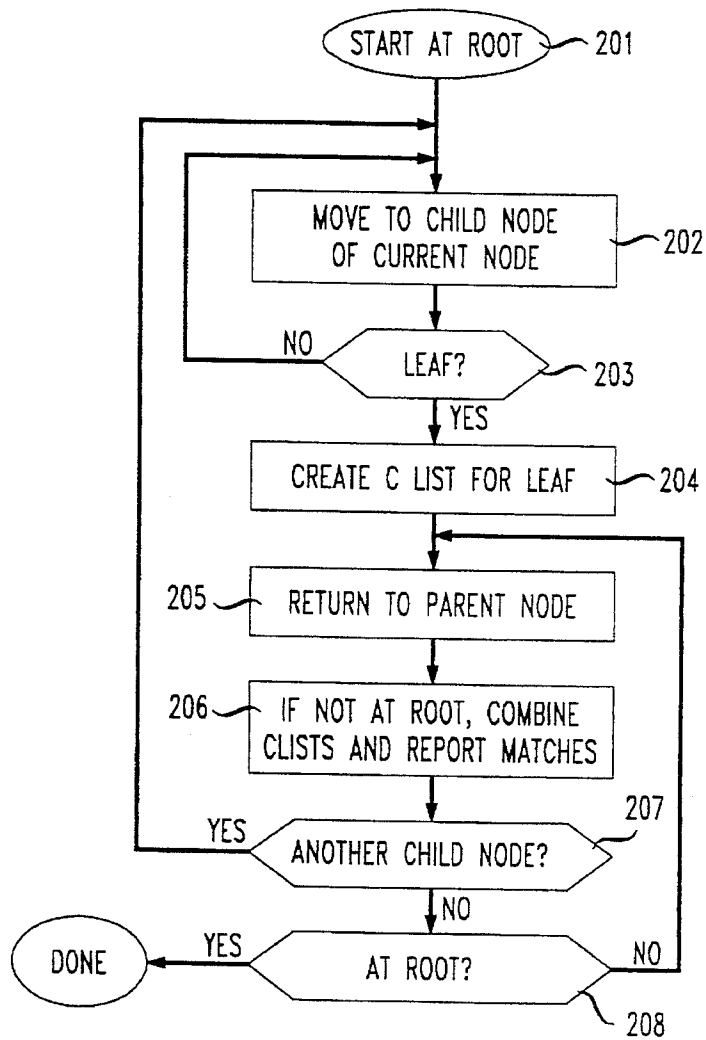 START AT ROOT
201
MOVE TO CHILD NODE
OF CURRENT NODE
202
NO
LEAF?
203
YES
CREATE C LIST FOR LEAF
204
205
RETURN TO PARENT NODE
206
IF NOT AT ROOT, COMBINE
CLISTS AND REPORT MATCHES
207
YES
ANOTHER CHILD NODE?
NO
DONE
YES
AT ROOT?
NO
208